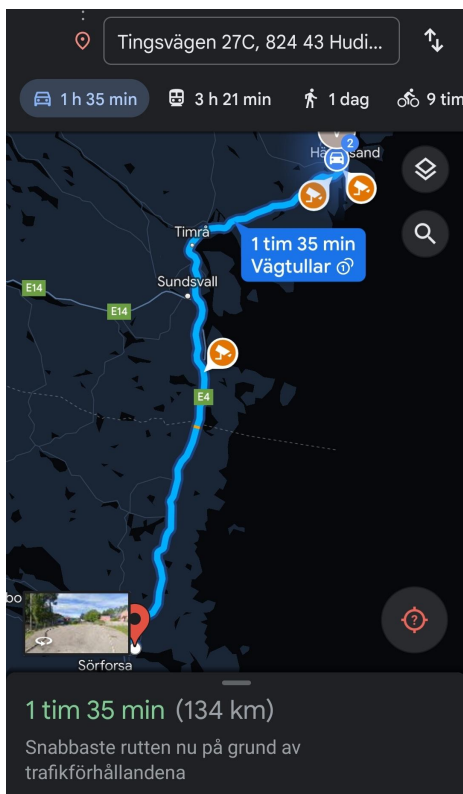 Tingsvägen 27C, 824 43 Hudi...
1 h 35 min
3 h 21 min
1 dag
9 tim
2
Timrå
1 tim 35 min
Vägtullar
E14
Sundsvall
E14
E4
bo
Sörforsa
1 tim 35 min (134 km)
Snabbaste rutten nu på grund av
trafikförhållandena